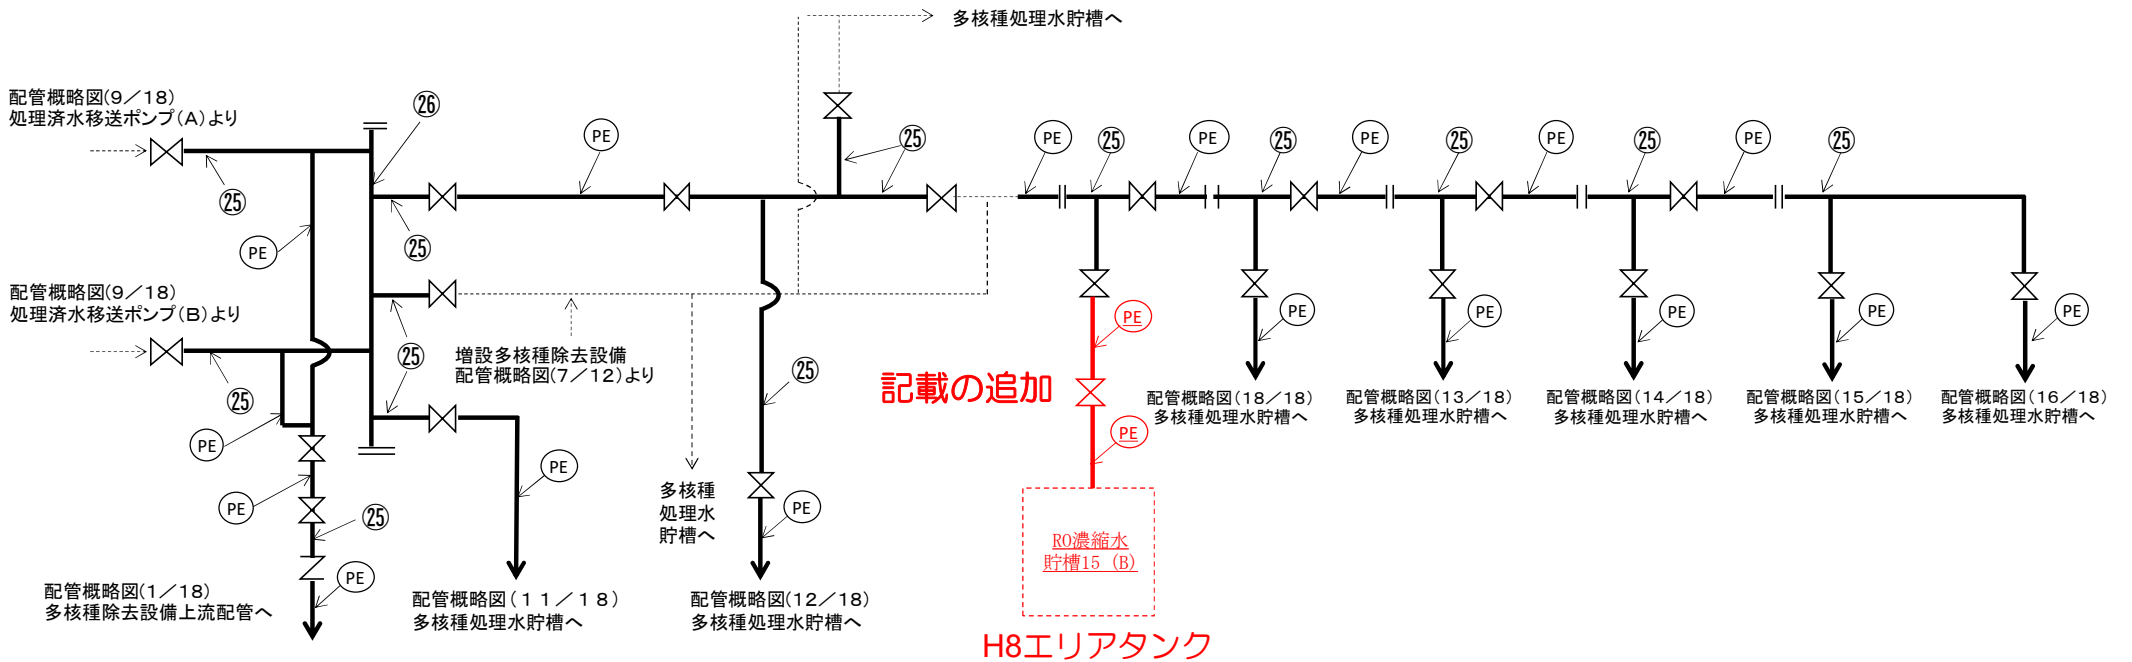 多核種処理水貯槽へ
配管概略図(9／18)
処理済水移送ポンプ(A)より
㉖
PE
㉕
PE
㉕
PE
㉕
PE
㉕
PE
㉕
PE
㉕
㉕
㉕
PE
㉕
配管概略図(9／18)
処理済水移送ポンプ(B)より
㉕
㉕
PE
増設多核種除去設備
配管概略図(7／12)より
㉕
PE
PE
PE
PE
PE
PE
記載の追加
配管概略図(18／18)
多核種処理水貯槽へ
配管概略図(13／18)
多核種処理水貯槽へ
配管概略図(14／18)
多核種処理水貯槽へ
配管概略図(15／18)
多核種処理水貯槽へ
配管概略図(16／18)
多核種処理水貯槽へ
PE
PE
PE
多核種
処理水
貯槽へ
PE
PE
㉕
RO濃縮水
貯槽15 (B)
PE
配管概略図(1／18)
多核種除去設備上流配管へ
配管概略図(１１／１８)
多核種処理水貯槽へ
配管概略図(12／18)
多核種処理水貯槽へ
H8エリアタンク